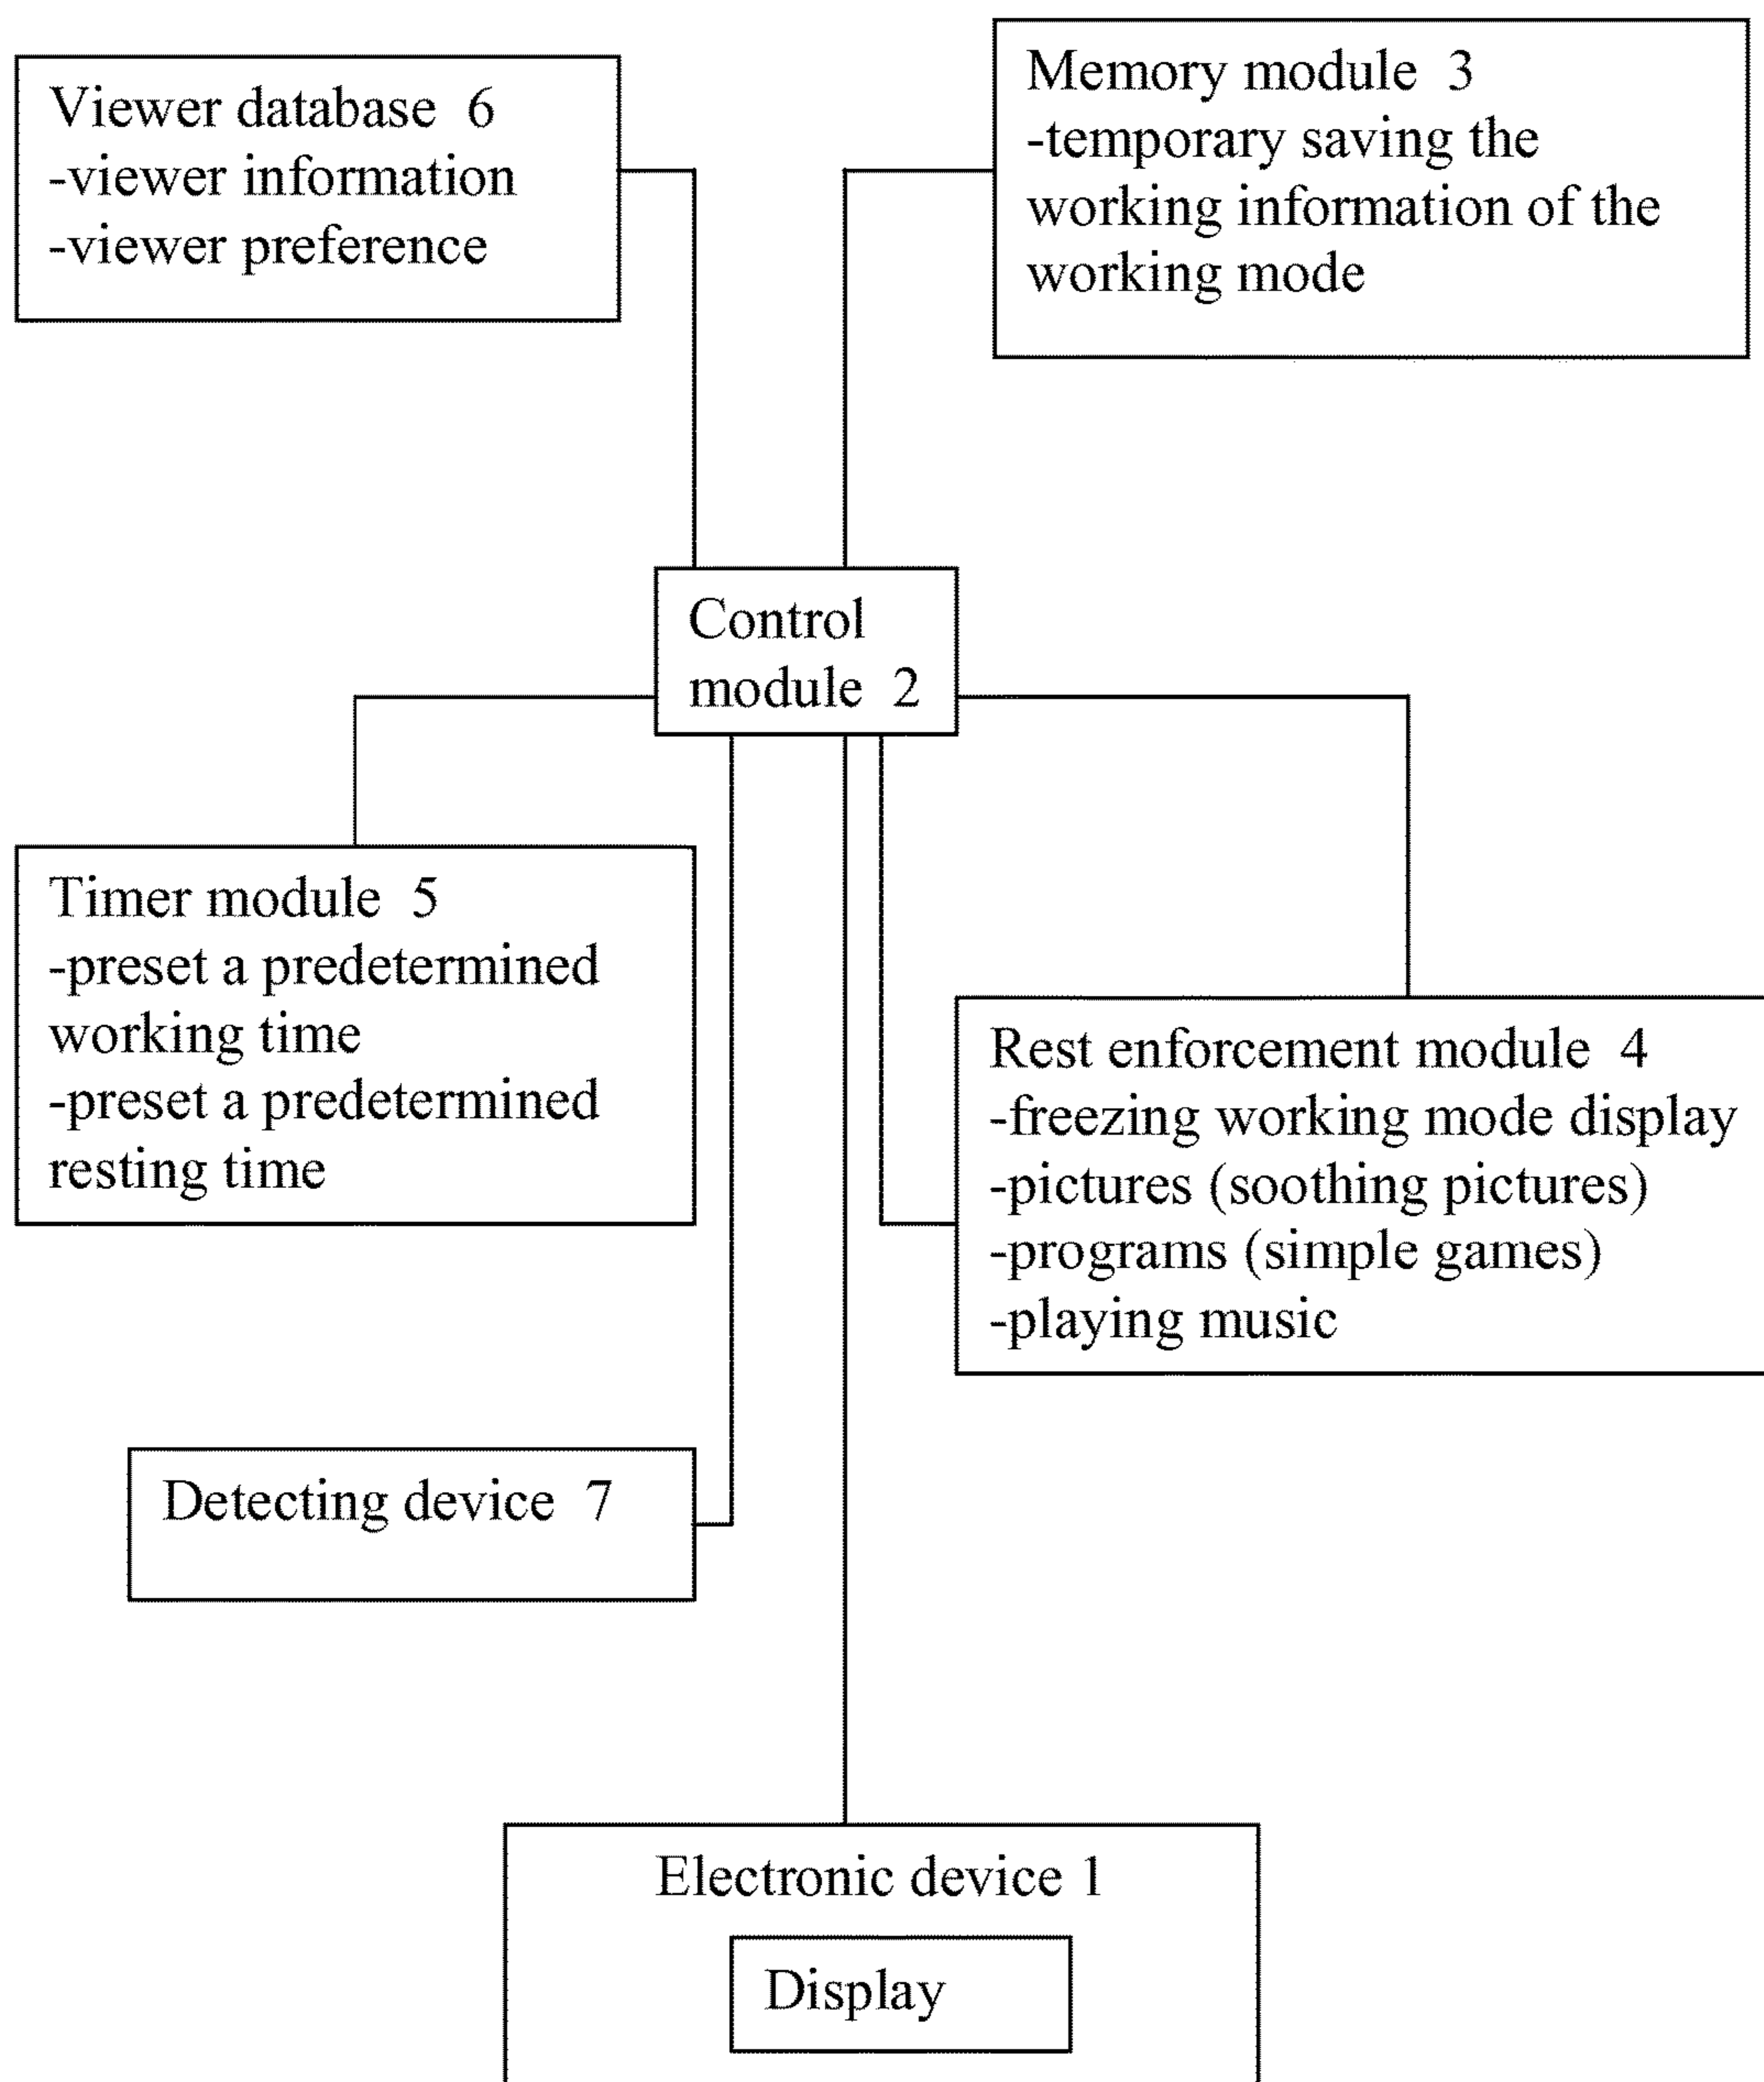 Viewer database 6
-viewer information
-viewer preference
Memory module 3
-temporary saving the
working information of the
working mode
Control
module 2
Timer module 5
-preset a predetermined
working time
-preset a predetermined
resting time
Rest enforcement module 4
-freezing working mode display
-pictures (soothing pictures)
-programs (simple games)
-playing music
Detecting device 7
Electronic device 1
Display